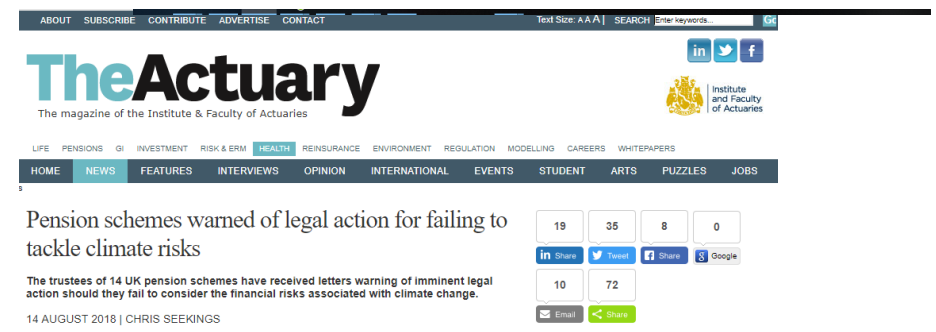 ABOUT SUBSCRIBE CONTRIBUTE ADVERTISE CONTACT Text Size: A A A | SEARCH Enter keywords... Go
TheActuary
The magazine of the Institute & Faculty of Actuaries
in f
Institute
and Faculty
of Actuaries
LIFE PENSIONS GI INVESTMENT RISK & ERM HEALTH REINSURANCE ENVIRONMENT REGULATION MODELLING CAREERS WHITEPAPERS
HOME NEWS FEATURES INTERVIEWS OPINION INTERNATIONAL EVENTS STUDENT ARTS PUZZLES JOBS
s
Pension schemes warned of legal action for failing to
tackle climate risks
The trustees of 14 UK pension schemes have received letters warning of imminent legal
action should they fail to consider the financial risks associated with climate change.
14 AUGUST 2018 | CHRIS SEEKINGS
19 35 8 0
in Share Tweet f Share g Google
10 72
Email Share